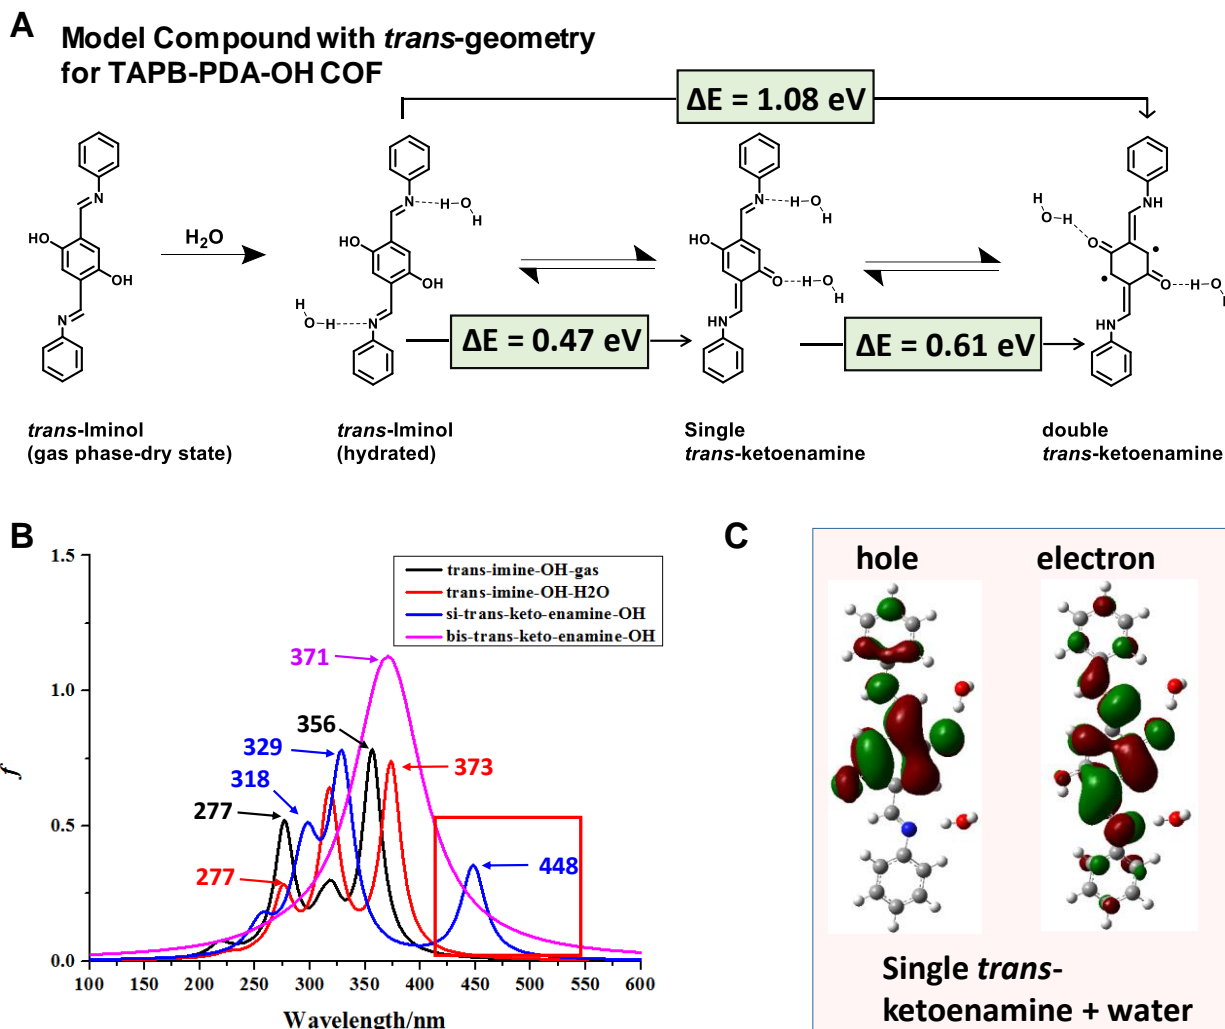 A
Model Compound with trans-geometry
for TAPB-PDA-OH COF
ΔE = 1.08 eV
N
HO
OH
N
H₂O
N
H
O
H
HO
OH
H
O
H
N
N
H
O
H
HO
O
H
O
H
HN
H
O
H
NH
O
O
H
O
H
HN
ΔE = 0.47 eV
ΔE = 0.61 eV
trans-Iminol
(gas phase-dry state)
trans-Iminol
(hydrated)
Single
trans-ketoenamine
double
trans-ketoenamine
B
1.5
1.0
0.5
0.0
f
trans-imine-OH-gas
trans-imine-OH-H2O
si-trans-keto-enamine-OH
bis-trans-keto-enamine-OH
371
356
329
373
318
277
277
448
100 150 200 250 300 350 400 450 500 550 600
Wavelength/nm
C
hole electron
Single trans-
ketoenamine + water